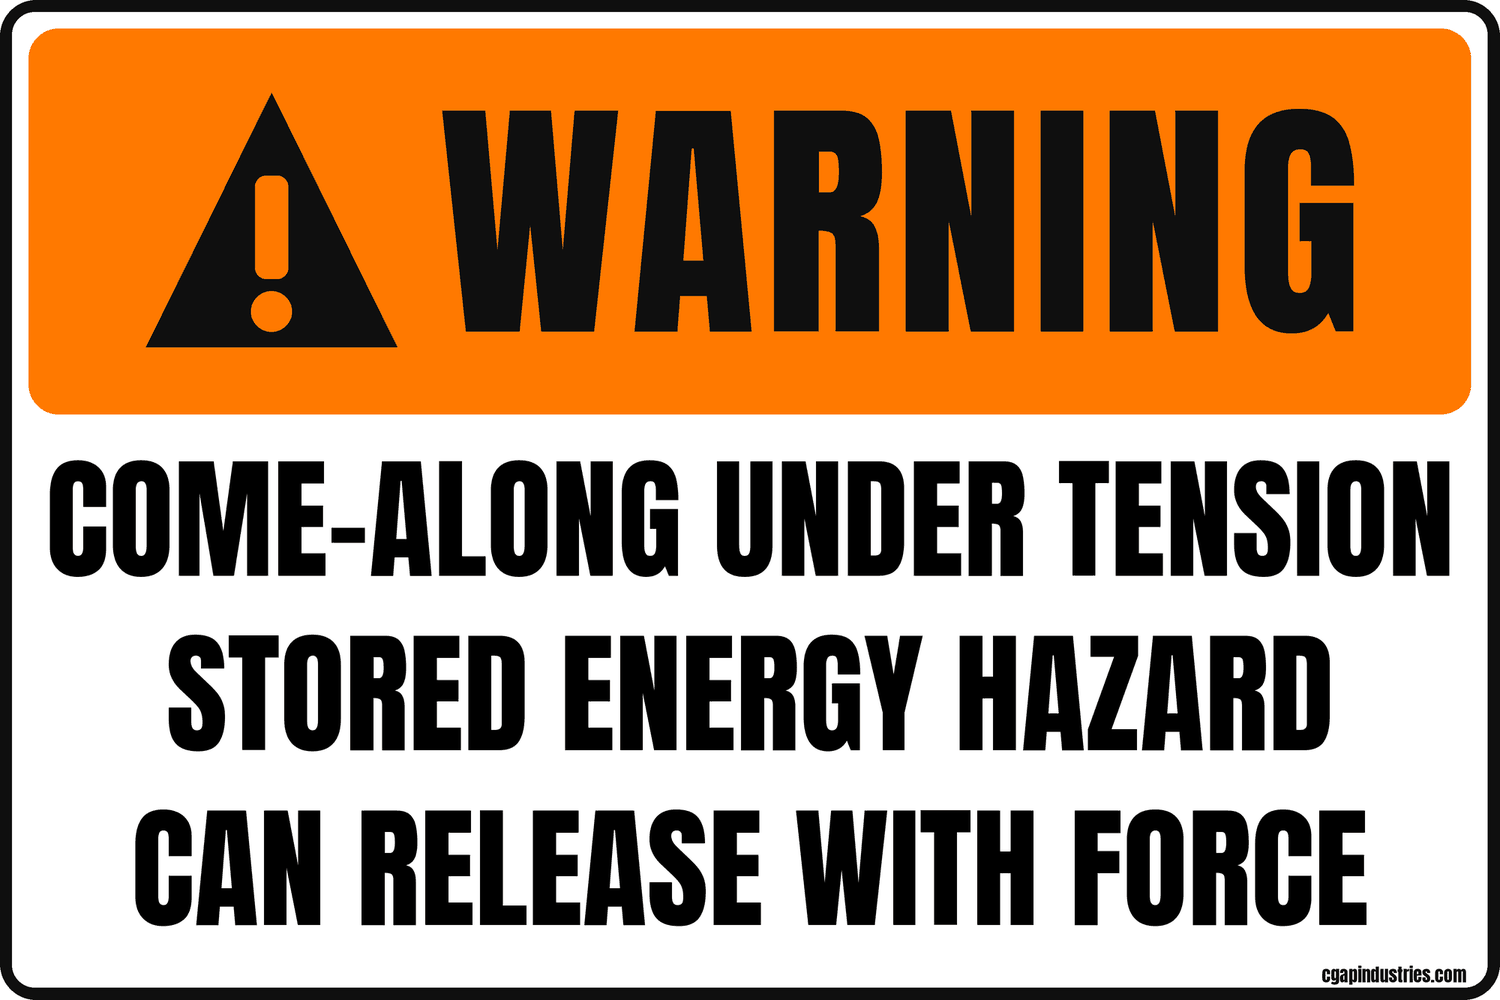 WARNING
COME-ALONG UNDER TENSION
STORED ENERGY HAZARD
CAN RELEASE WITH FORCE
cgapindustries.com